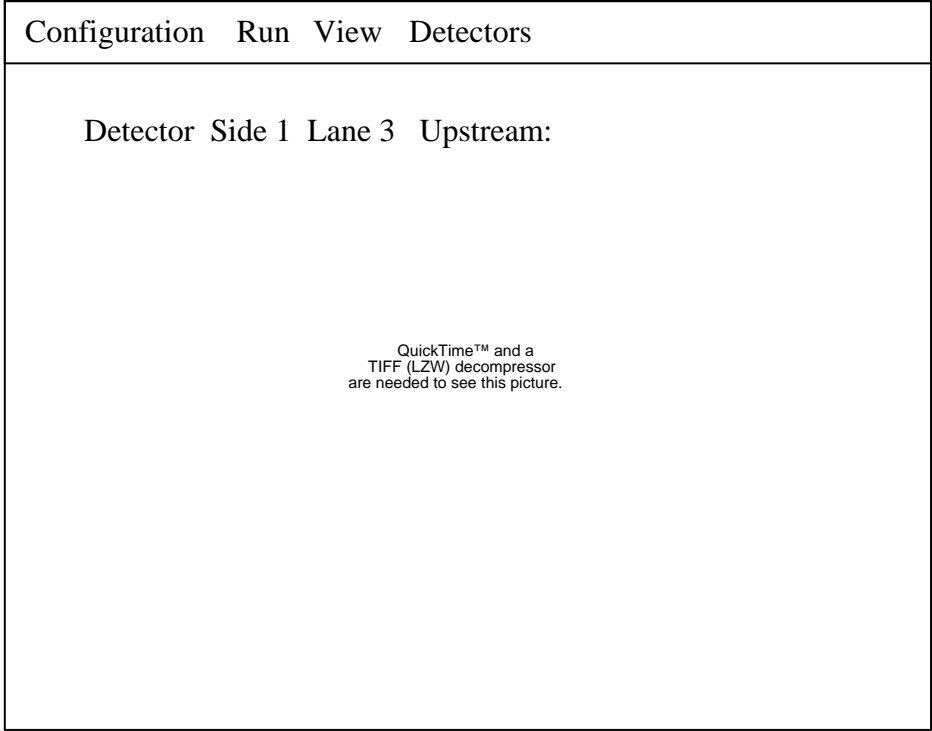 Configuration Run View Detectors
Detector Side 1 Lane 3 Upstream:
QuickTime™ and a
TIFF (LZW) decompressor
are needed to see this picture.